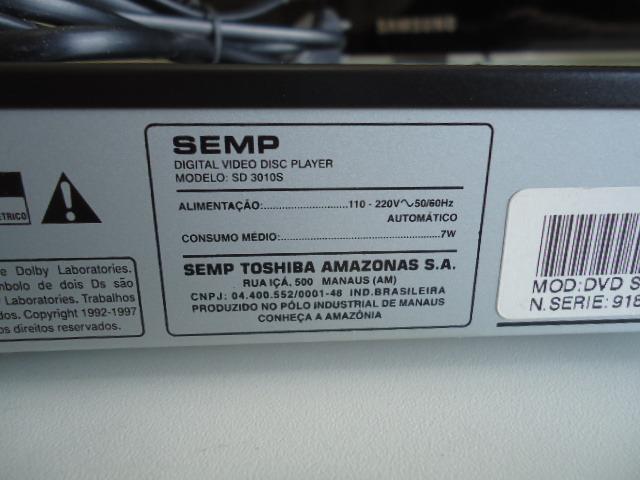 SAMSUNG
SEMP
DIGITAL VIDEO DISC PLAYER
MODELO: SD 3010S
ALIMENTAÇÃO:.......................110 - 220V~50/60Hz
AUTOMÁTICO
CONSUMO MÉDIO:............................................7W
SEMP TOSHIBA AMAZONAS S.A.
RUA IÇÁ, 500 MANAUS (AM)
CNPJ: 04.400.552/0001-48 IND.BRASILEIRA
PRODUZIDO NO PÓLO INDUSTRIAL DE MANAUS
CONHEÇA A AMAZÔNIA
Dolby Laboratories.
mbolo de dois Ds são
Laboratories. Trabalhos
dos. Copyright 1992-1997
os direitos reservados.
MOD:DVD S
N.SERIE: 918